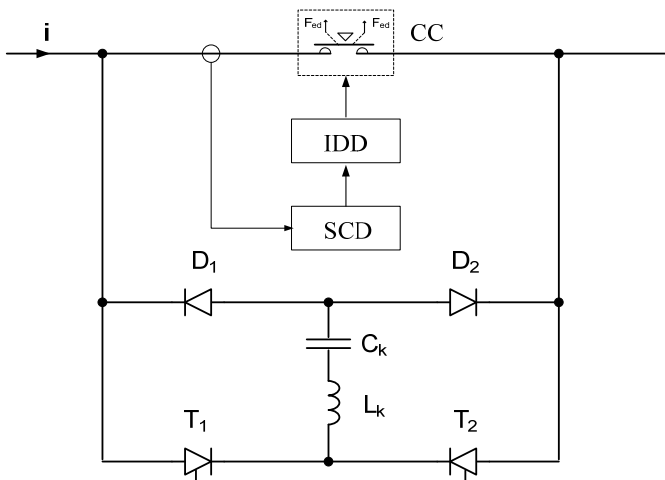 F_ed F_ed CC
i
IDD
SCD
D₁ D₂
Cₖ
Lₖ
T₁ T₂